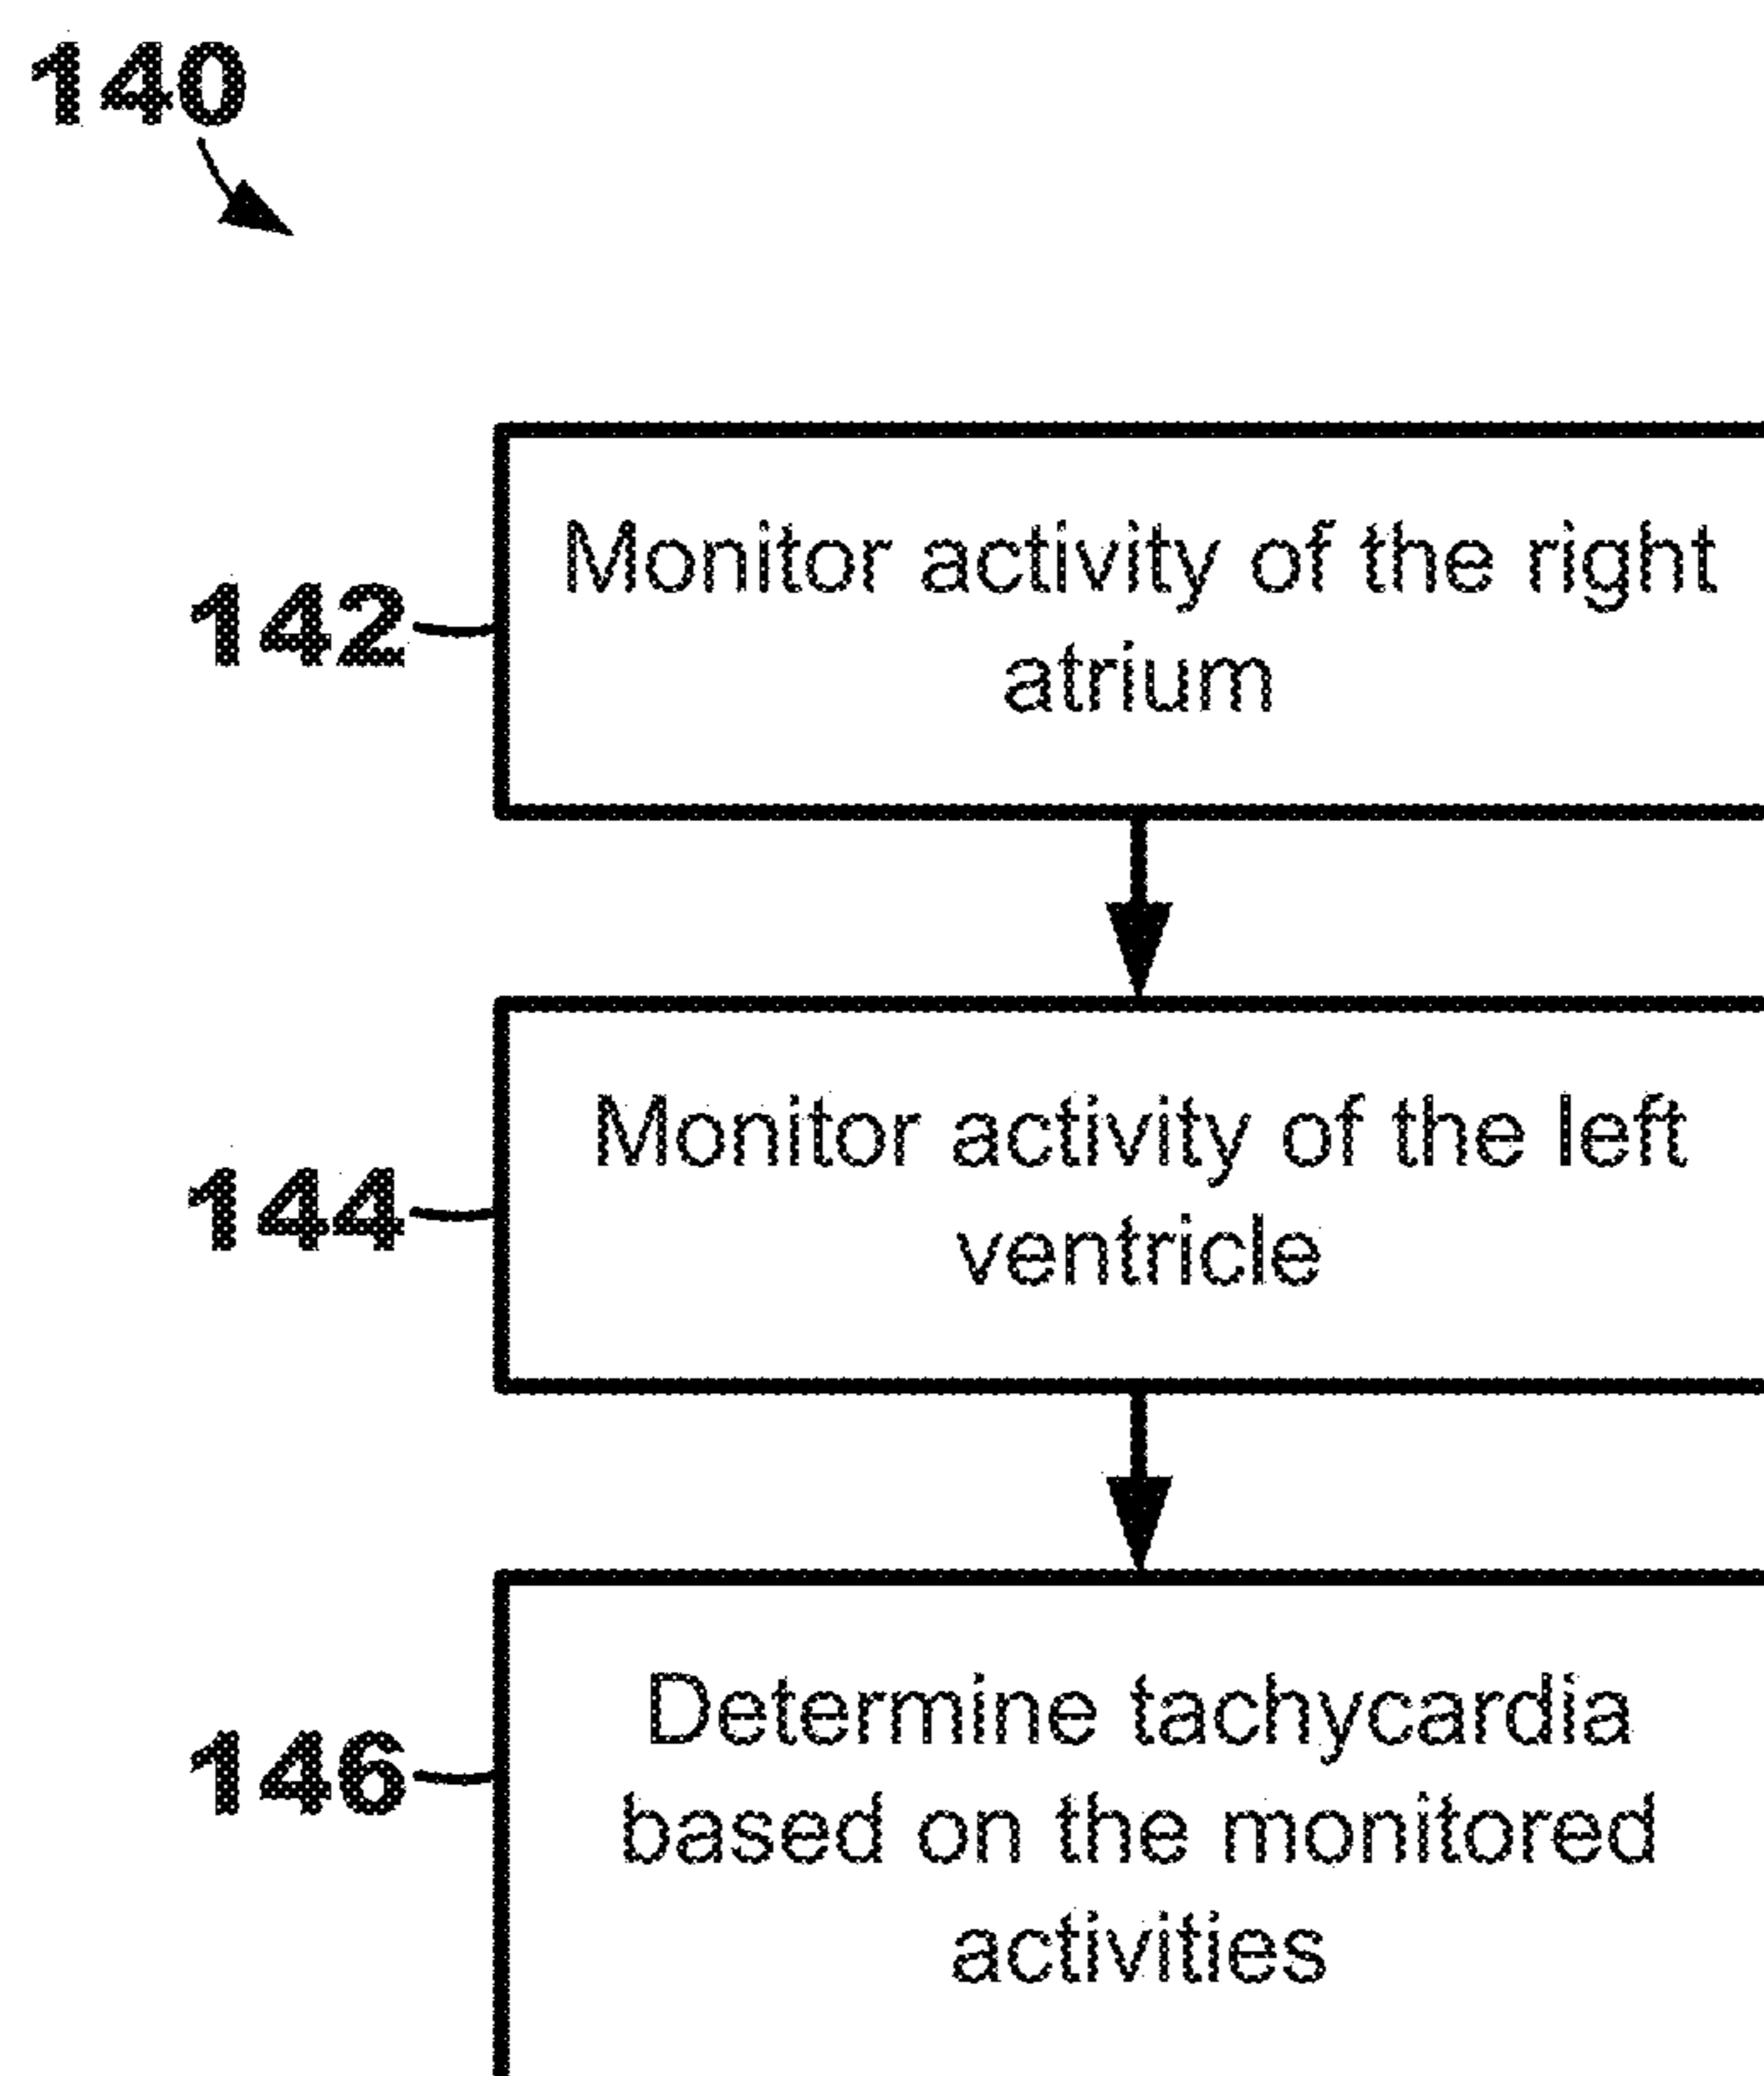 140
142
Monitor activity of the right
atrium
144
Monitor activity of the left
ventricle
146
Determine tachycardia
based on the monitored
activities